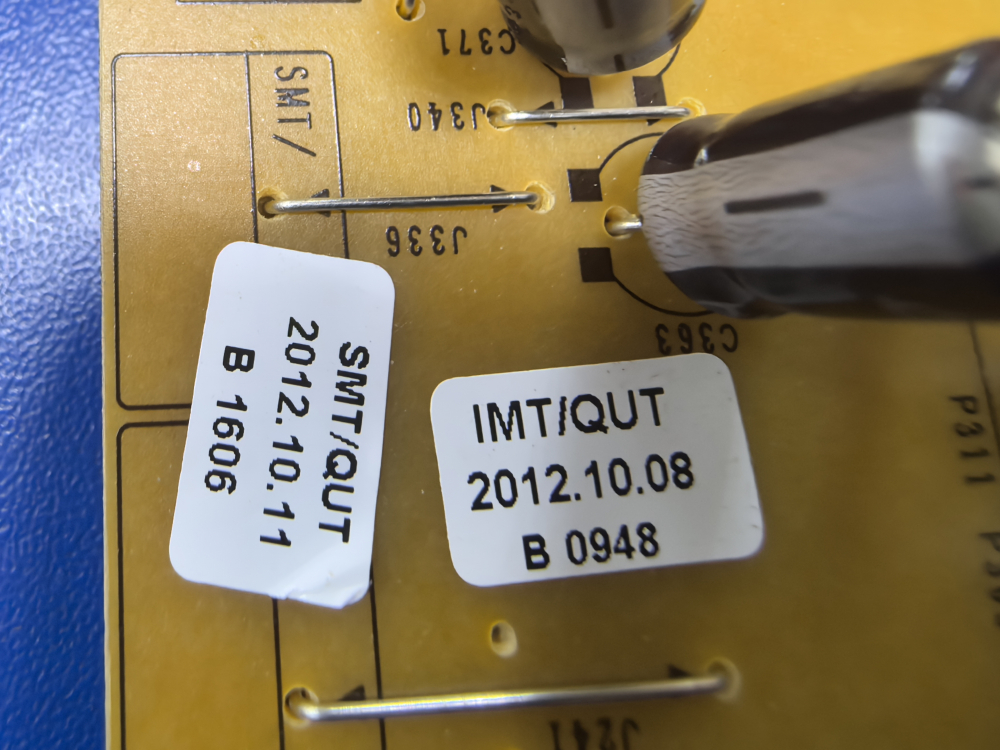 C371
SMT/
J340
J336
C363
SMT/QUT
2012.10.11
B 1606
IMT/QUT
2012.10.08
B 0948
P311
J241